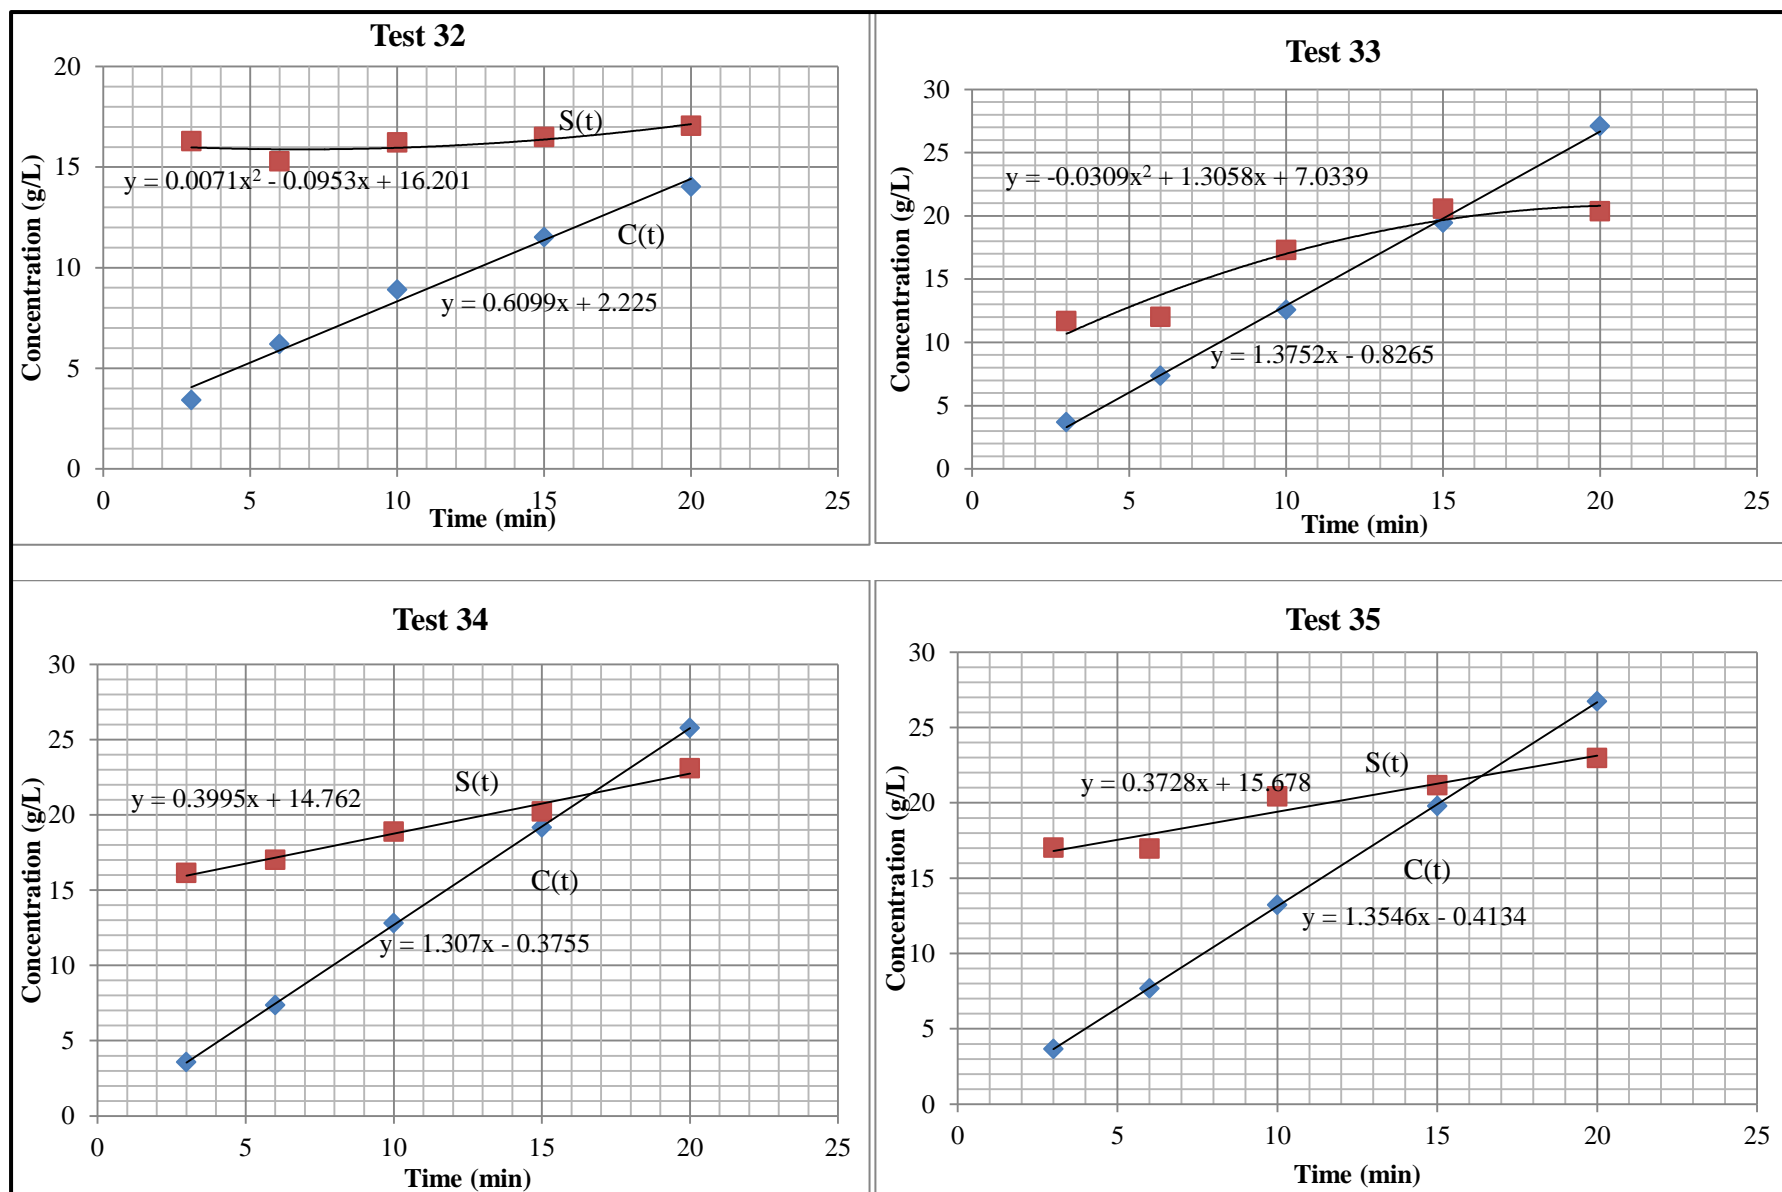 Test 32
20
15
10
5
0
0
5
10
15
20
25
Concentration (g/L)
Time (min)
S(t)
y = 0.0071x² - 0.0953x + 16.201
C(t)
y = 0.6099x + 2.225
Test 33
30
25
20
15
10
5
0
5
10
15
20
25
Concentration (g/L)
Time (min)
y = -0.0309x² + 1.3058x + 7.0339
y = 1.3752x - 0.8265
Test 34
30
25
20
15
10
5
0
0
5
10
15
20
25
Concentration (g/L)
Time (min)
S(t)
y = 0.3995x + 14.762
C(t)
y = 1.307x - 0.3755
Test 35
30
25
20
15
10
5
0
0
5
10
15
20
25
Concentration (g/L)
Time (min)
S(t)
y = 0.3728x + 15.678
C(t)
y = 1.3546x - 0.4134